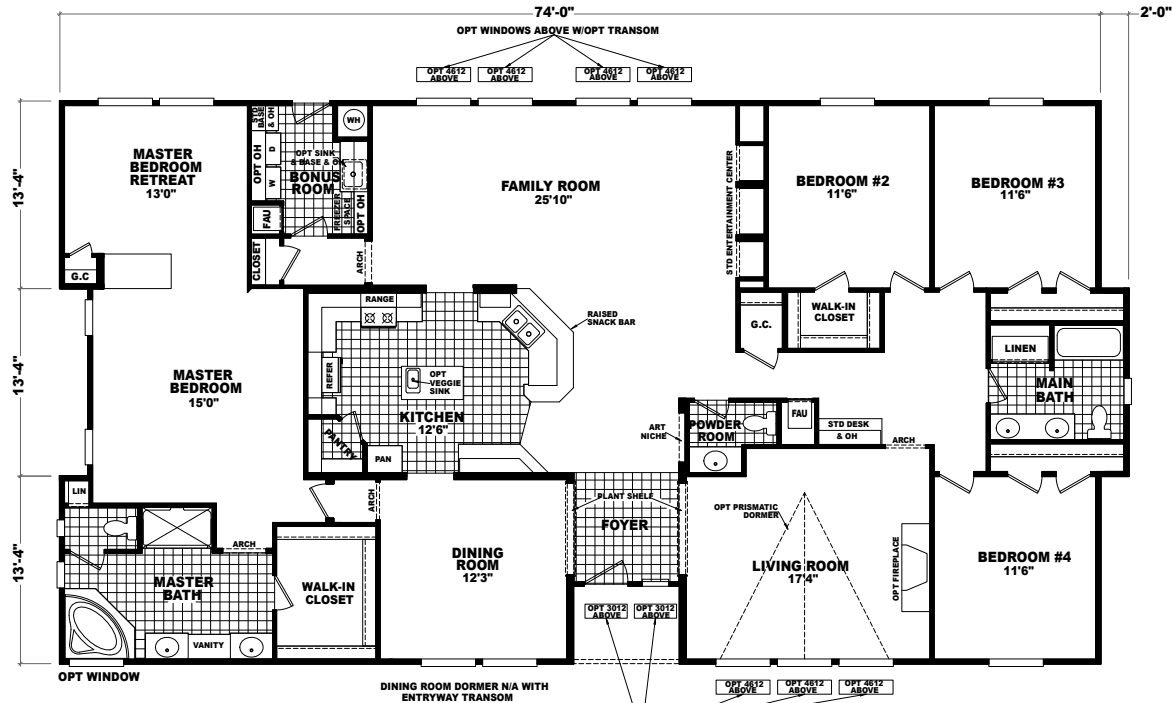 74'-0"
2'-0"
OPT WINDOWS ABOVE W/OPT TRANSOM
OPT 4612
ABOVE
OPT 4612
ABOVE
OPT 4612
ABOVE
OPT 4612
ABOVE
13'-4"
13'-4"
13'-4"
MASTER
BEDROOM
RETREAT
13'0"
STD
BASE
& OH
WH
OPT OH
D
W
OPT SINK
& BASE & OH
BONUS
ROOM
FREEZER
SPACE
OPT OH
FAU
CLOSET
ARCH
FAMILY ROOM
25'10"
STD ENTERTAINMENT CENTER
BEDROOM #2
11'6"
BEDROOM #3
11'6"
G.C
RANGE
RAISED
SNACK BAR
G.C.
WALK-IN
CLOSET
LINEN
MASTER
BEDROOM
15'0"
REFER
OPT
VEGGIE
SINK
KITCHEN
12'6"
PANTRY
PAN
MAIN
BATH
ART
NICHE
POWDER
ROOM
FAU
STD DESK
& OH
ARCH
LIN
ARCH
ARCH
PLANT SHELF
FOYER
OPT PRISMATIC
DORMER
DINING
ROOM
12'3"
LIVING ROOM
17'4"
OPT FIREPLACE
BEDROOM #4
11'6"
MASTER
BATH
WALK-IN
CLOSET
VANITY
OPT 3012
ABOVE
OPT 3012
ABOVE
OPT WINDOW
DINING ROOM DORMER N/A WITH
ENTRYWAY TRANSOM
OPT 4612
ABOVE
OPT 4612
ABOVE
OPT 4612
ABOVE